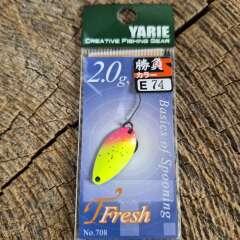 YARIE
CREATIVE FISHING GEAR
2.0g
勝負
カラー
E 74
Basics of Spooning
T Fresh
No.708